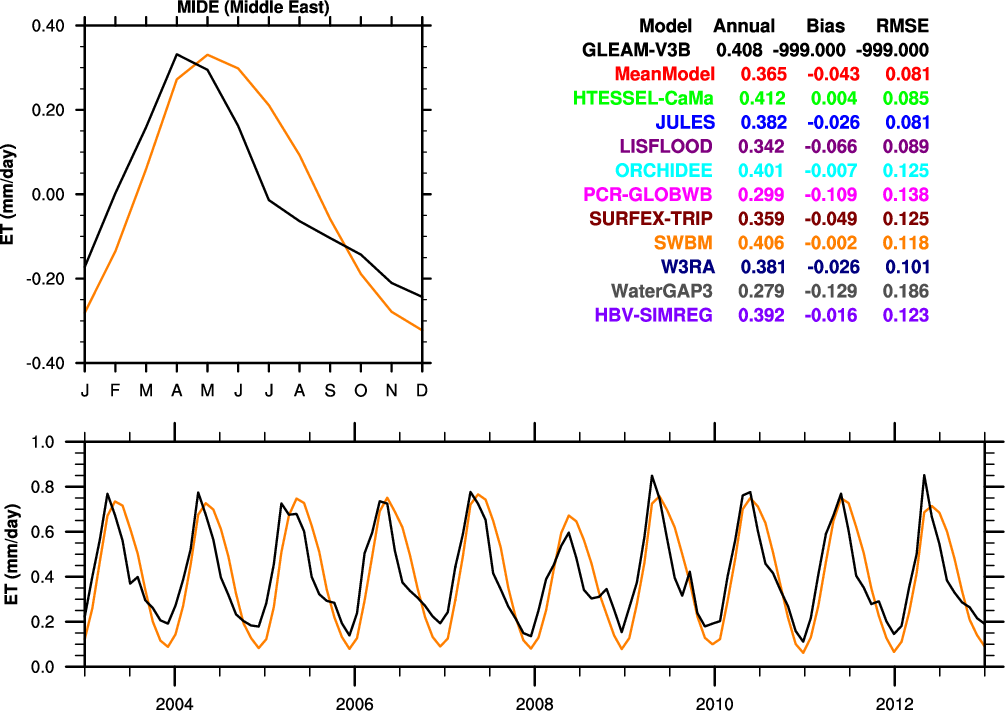 MIDE (Middle East)
0.40
0.20
0.00
-0.20
-0.40
ET (mm/day)
J F M A M J J A S O N D
Model Annual Bias RMSE
GLEAM-V3B 0.408 -999.000 -999.000
MeanModel 0.365 -0.043 0.081
HTESSEL-CaMa 0.412 0.004 0.085
JULES 0.382 -0.026 0.081
LISFLOOD 0.342 -0.066 0.089
ORCHIDEE 0.401 -0.007 0.125
PCR-GLOBWB 0.299 -0.109 0.138
SURFEX-TRIP 0.359 -0.049 0.125
SWBM 0.406 -0.002 0.118
W3RA 0.381 -0.026 0.101
WaterGAP3 0.279 -0.129 0.186
HBV-SIMREG 0.392 -0.016 0.123
1.0
0.8
0.6
0.4
0.2
0.0
ET (mm/day)
2004 2006 2008 2010 2012